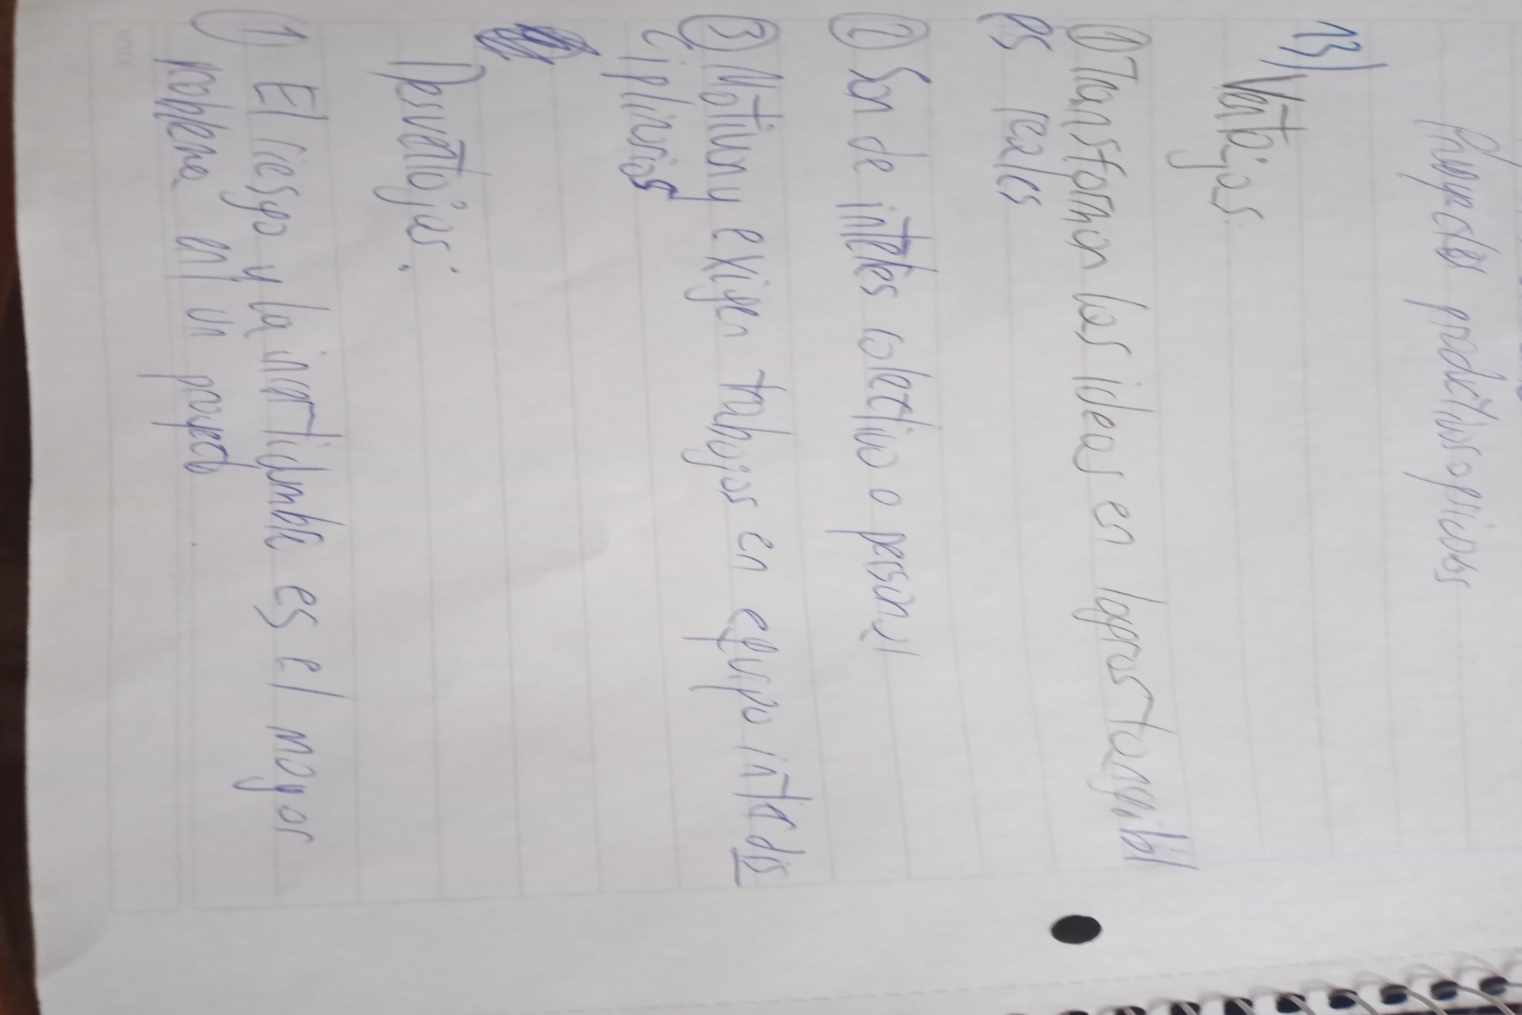 Proyectos productivos agricolas
13)
Ventajas.
① Transforman las ideas en logros tangibl
es reales
② Son de interes colectivo o personal
③ Motivan y exigen trabajos en equipo interdis
ciplinarios
Desventajas:
① El riesgo y la incertidumbre es el mayor
problema en un proyecto.